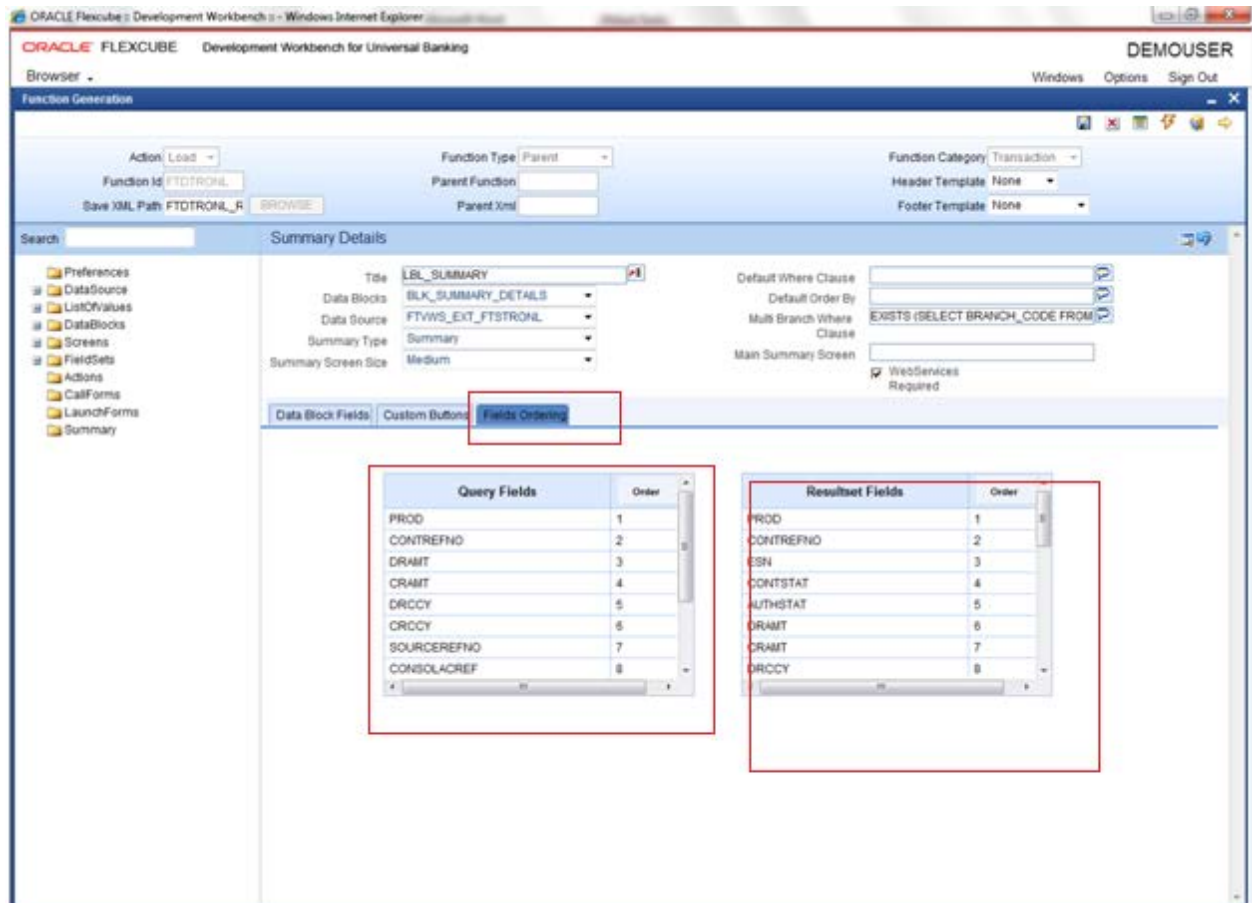 ORACLE Flexcube :: Development Workbench :: - Windows Internet Explorer
ORACLE FLEXCUBE Development Workbench for Universal Banking DEMOUSER
Browser Windows Options Sign Out
Function Generation
Action Load Function Type Parent Function Category Transaction
Function Id FTDTRONL Parent Function Header Template None
Save XML Path FTDTRONL_R BROWSE Parent Xml Footer Template None
Search Summary Details
Preferences
DataSource
ListOfValues
DataBlocks
Screens
FieldSets
Actions
CallForms
LaunchForms
Summary
Title LBL_SUMMARY Default Where Clause
Data Blocks BLK_SUMMARY_DETAILS Default Order By
Data Source FTVWS_EXT_FTSTRONL Multi Branch Where Clause EXISTS (SELECT BRANCH_CODE FROM
Summary Type Summary Main Summary Screen
Summary Screen Size Medium WebServices Required
Data Block Fields Custom Buttons Fields Ordering
Query Fields Order Resultset Fields Order
PROD 1 PROD 1
CONTREFNO 2 CONTREFNO 2
DRAMT 3 ESN 3
CRAMT 4 CONTSTAT 4
DRCCY 5 AUTHSTAT 5
CRCCY 6 DRAMT 6
SOURCEREFNO 7 CRAMT 7
CONSOLACREF 8 DRCCY 8